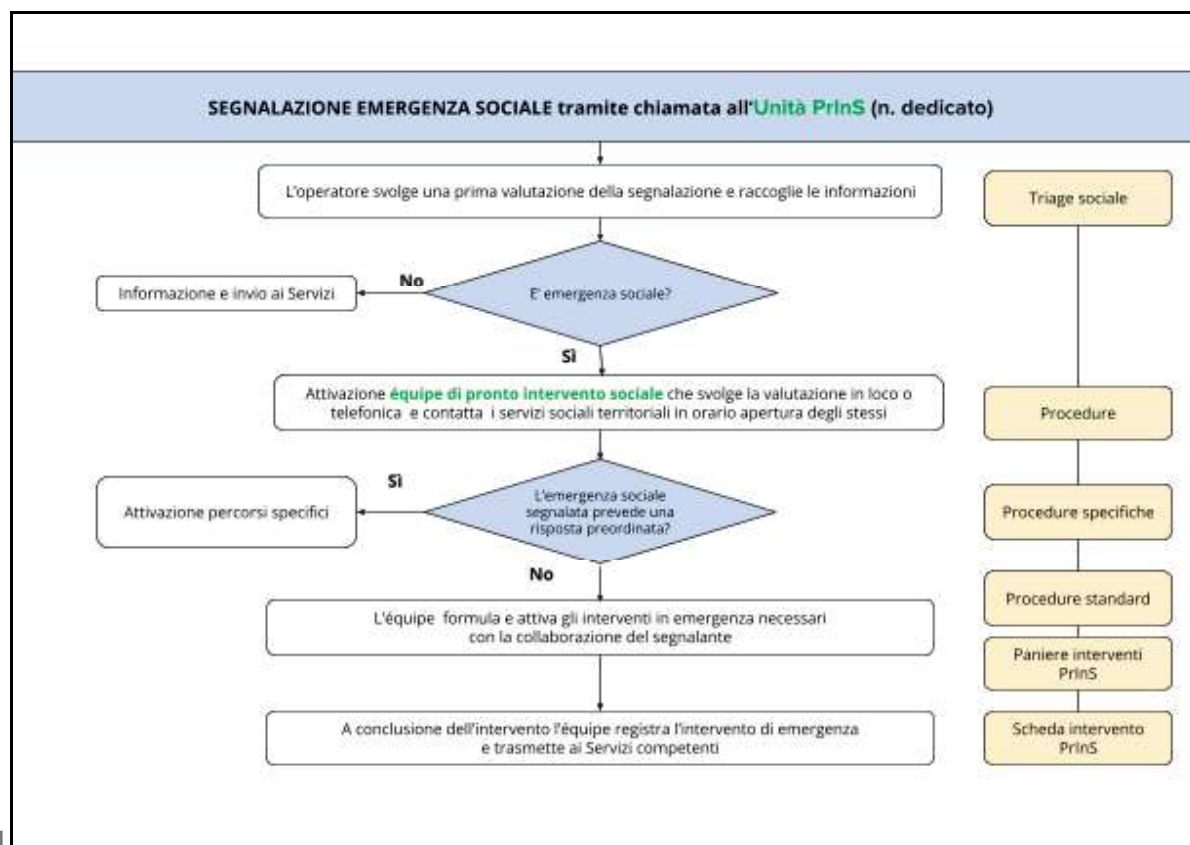 SEGNALAZIONE EMERGENZA SOCIALE tramite chiamata all'Unità PrInS (n. dedicato)
L'operatore svolge una prima valutazione della segnalazione e raccoglie le informazioni
Triage sociale
No
Informazione e invio ai Servizi
E' emergenza sociale?
Sì
Attivazione équipe di pronto intervento sociale che svolge la valutazione in loco o
telefonica e contatta i servizi sociali territoriali in orario apertura degli stessi
Procedure
Sì
Attivazione percorsi specifici
L'emergenza sociale
segnalata prevede una
risposta preordinata?
Procedure specifiche
No
L'équipe formula e attiva gli interventi in emergenza necessari
con la collaborazione del segnalante
Procedure standard
Paniere interventi
PrInS
A conclusione dell'intervento l'équipe registra l'intervento di emergenza
e trasmette ai Servizi competenti
Scheda intervento
PrInS